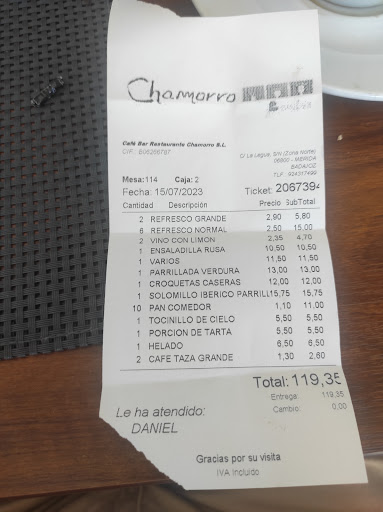 Chamorro
Café Bar Restaurante Chamorro S.L.
CIF.: B06266767
C/ La Legua, S/N (Zona Norte)
06800 - MERIDA
BADAJOZ
TLF.: 924317499
Mesa: 114 Caja: 2
Fecha: 15/07/2023 Ticket: 2067394
Cantidad Descripción Precio SubTotal
2 REFRESCO GRANDE 2,90 5,80
6 REFRESCO NORMAL 2,50 15,00
2 VINO CON LIMON 2,35 4,70
1 ENSALADILLA RUSA 10,50 10,50
1 VARIOS 11,50 11,50
1 PARRILLADA VERDURA 13,00 13,00
1 CROQUETAS CASERAS 12,00 12,00
1 SOLOMILLO IBERICO PARRILL 15,75 15,75
10 PAN COMEDOR 1,10 11,00
1 TOCINILLO DE CIELO 5,50 5,50
1 PORCION DE TARTA 5,50 5,50
1 HELADO 6,50 6,50
2 CAFE TAZA GRANDE 1,30 2,60
Total: 119,35
Entrega: 119,35
Cambio: 0,00
Le ha atendido:
DANIEL
Gracias por su visita
IVA Incluido